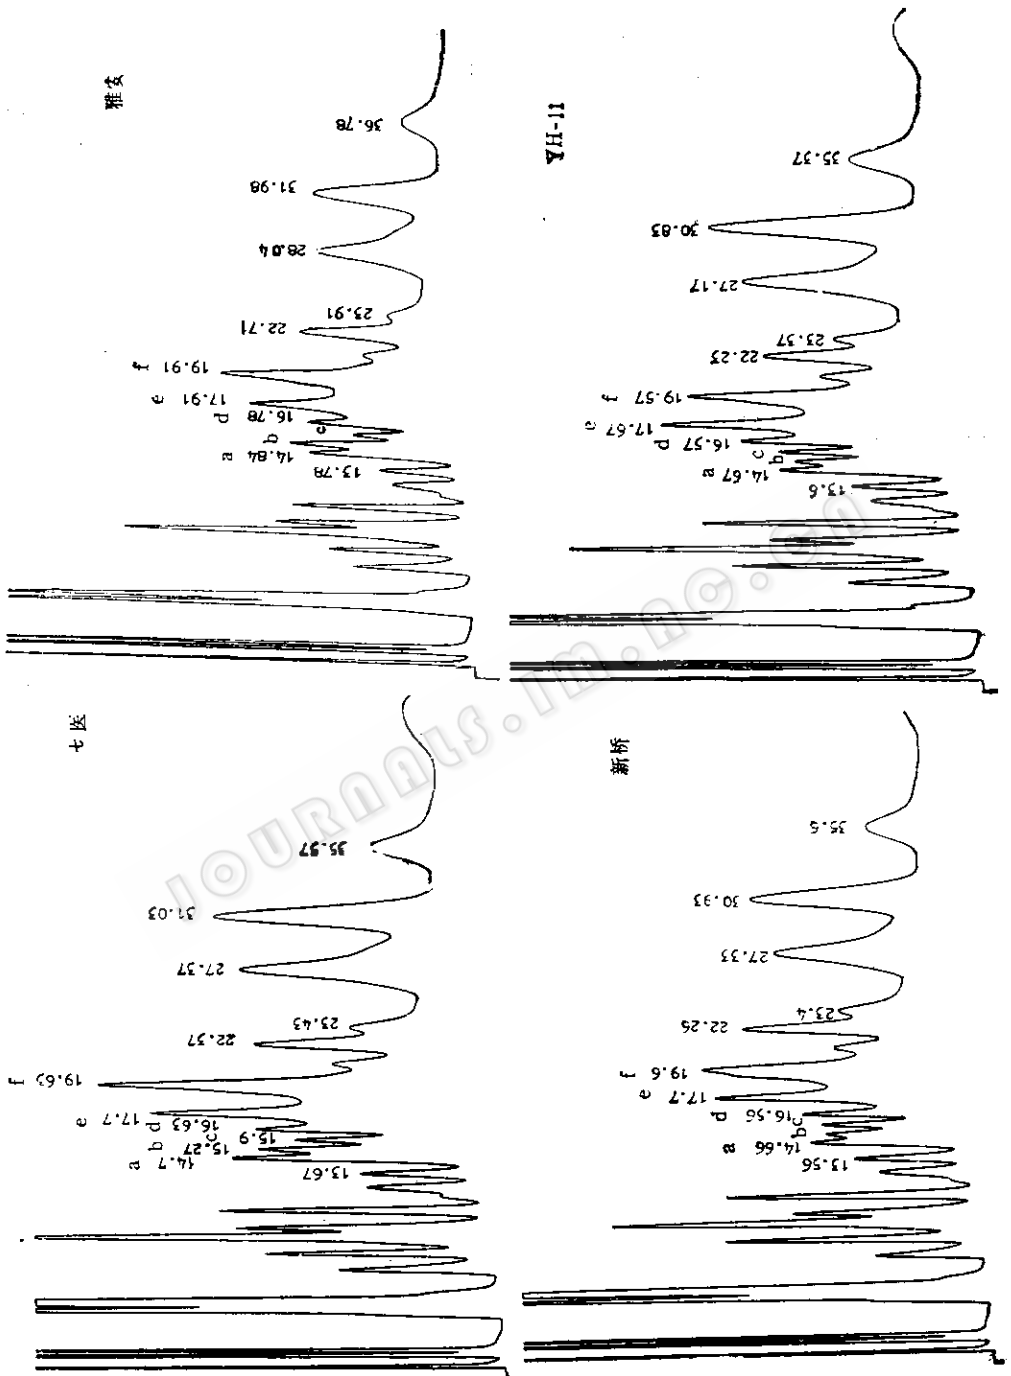 雅安
36.78
31.98
28.04
23.91
22.71
f 19.91
e 17.91
d 16.78
c
b
a 14.84
13.78
YH-11
35.37
30.83
27.17
23.37
22.23
f 19.57
e 17.67
d 16.57
c
b
a 14.67
13.6
七医
35.57
31.03
27.37
23.43
22.37
f 19.63
e 17.7
d 16.63
c 15.9
b 15.27
a 14.7
13.67
新桥
35.5
30.93
27.33
23.4
22.26
f 19.6
e 17.7
d 16.56
c
b
a 14.66
13.56
JOURNALS.IM.AC.CN